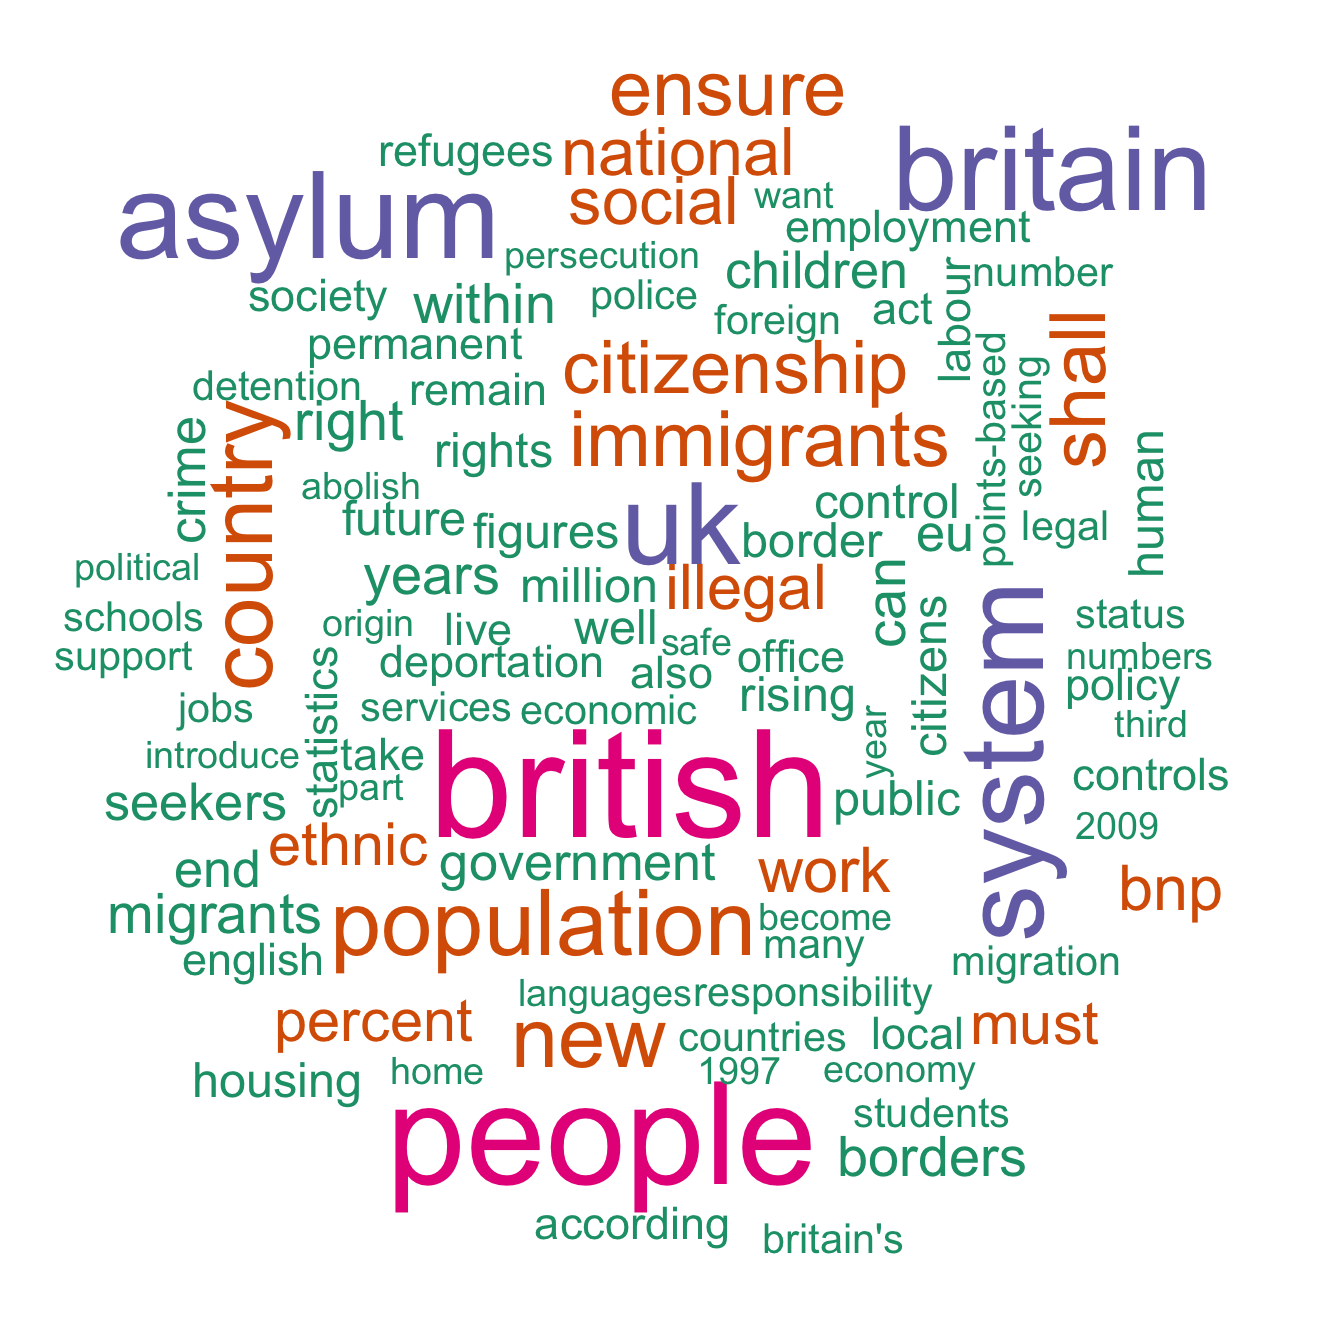 ensure
refugees
national
britain
asylum
social
want
employment
persecution
children
number
society
within
police
foreign
act
labour
shall
permanent
citizenship
points-based
seeking
detention
remain
right
country
crime
rights
immigrants
human
abolish
future
figures
uk
control
border
eu
legal
political
years
million
illegal
can
system
schools
origin
live
well
safe
citizens
status
support
deportation
also
office
numbers
policy
statistics
jobs
services
economic
rising
year
third
introduce
take
british
controls
part
seekers
public
2009
ethnic
government
work
end
bnp
migrants
population
become
many
english
migration
languages
responsibility
percent
new
countries
local
must
housing
home
1997
economy
people
students
borders
according
britain's